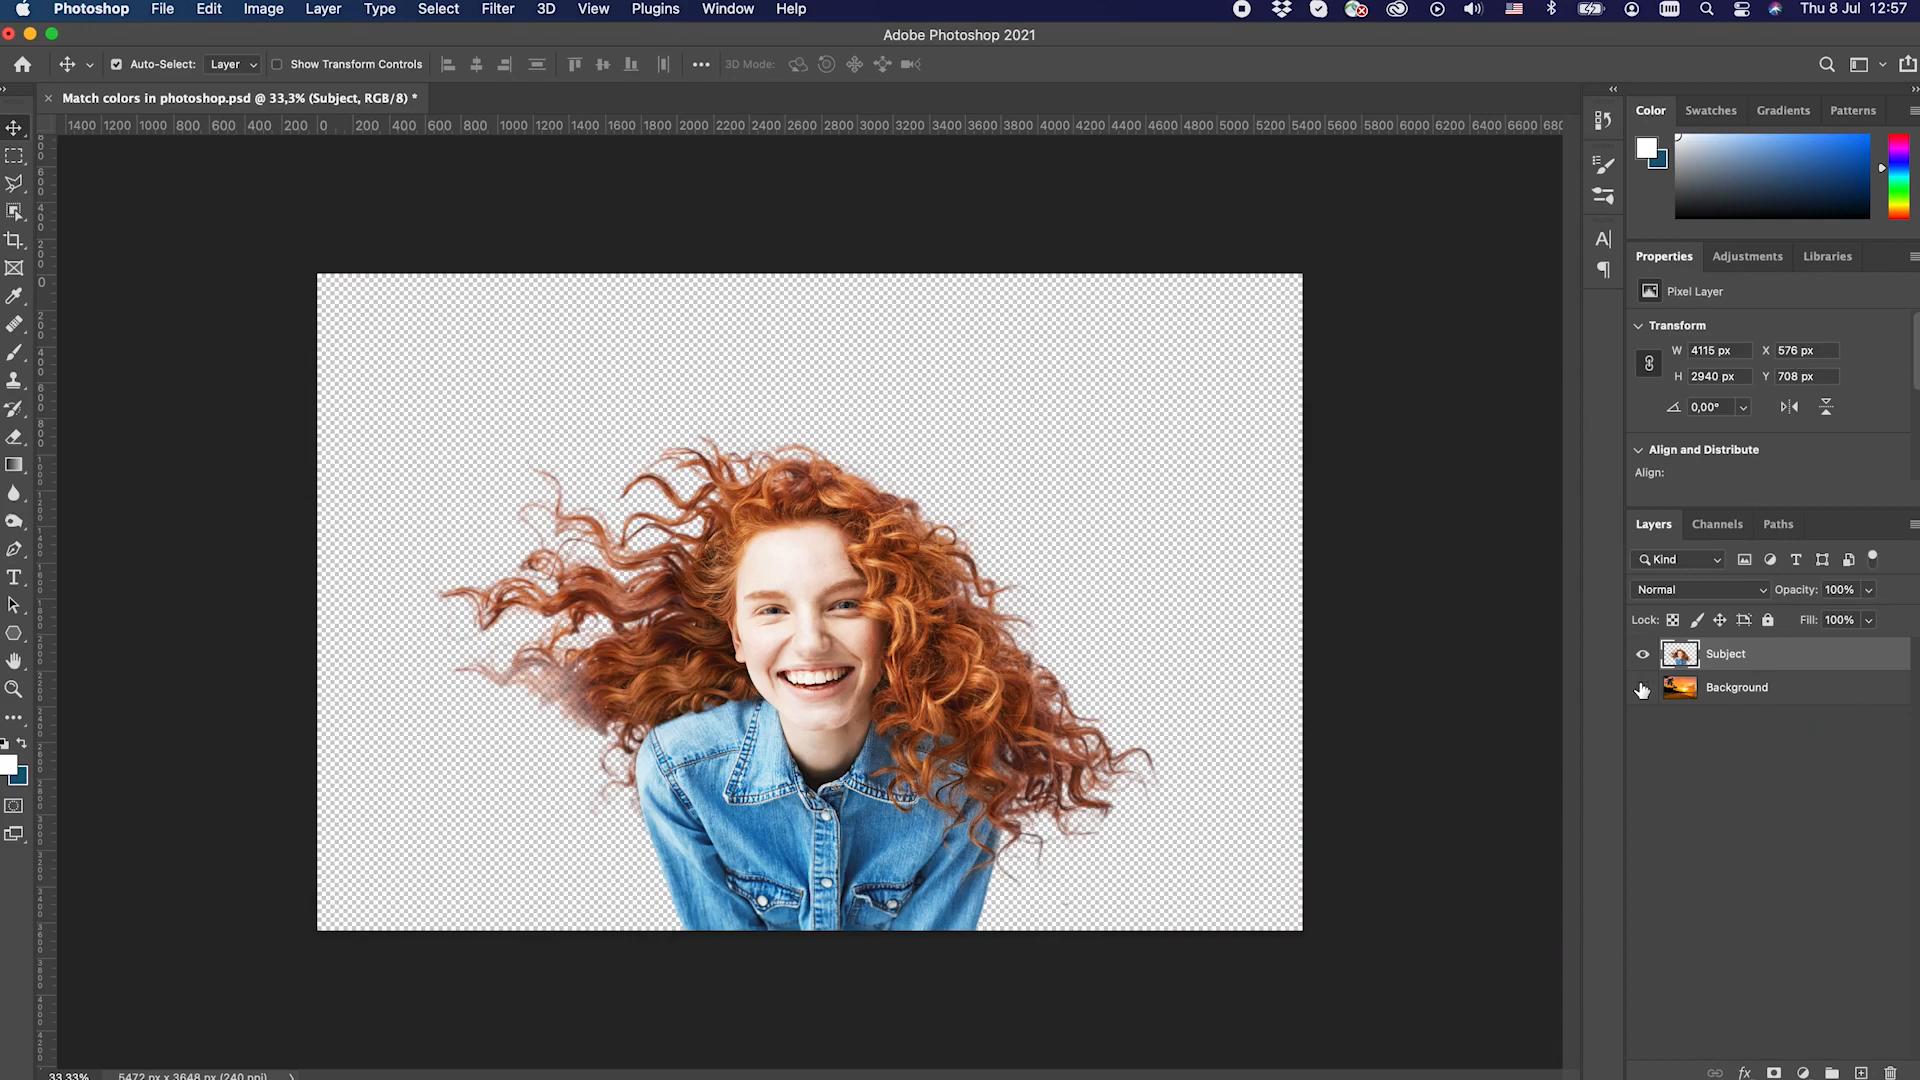 Photoshop File Edit Image Layer Type Select Filter 3D View Plugins Window Help Thu 8 Jul 12:57
Adobe Photoshop 2021
Auto-Select: Layer Show Transform Controls 3D Mode:
Match colors in photoshop.psd @ 33,3% (Subject, RGB/8) *
1400 1200 1000 800 600 400 200 0 200 400 600 800 1000 1200 1400 1600 1800 2000 2200 2400 2600 2800 3000 3200 3400 3600 3800 4000 4200 4400 4600 4800 5000 5200 5400 5600 5800 6000 6200 6400 6600
Color Swatches Gradients Patterns
Properties Adjustments Libraries
Pixel Layer
Transform
W 4115 px X 576 px
H 2940 px Y 708 px
0,00°
Align and Distribute
Align:
Layers Channels Paths
Kind
Normal Opacity: 100%
Lock: Fill: 100%
Subject
Background
33,33% 5472 px x 3648 px (240 ppi)